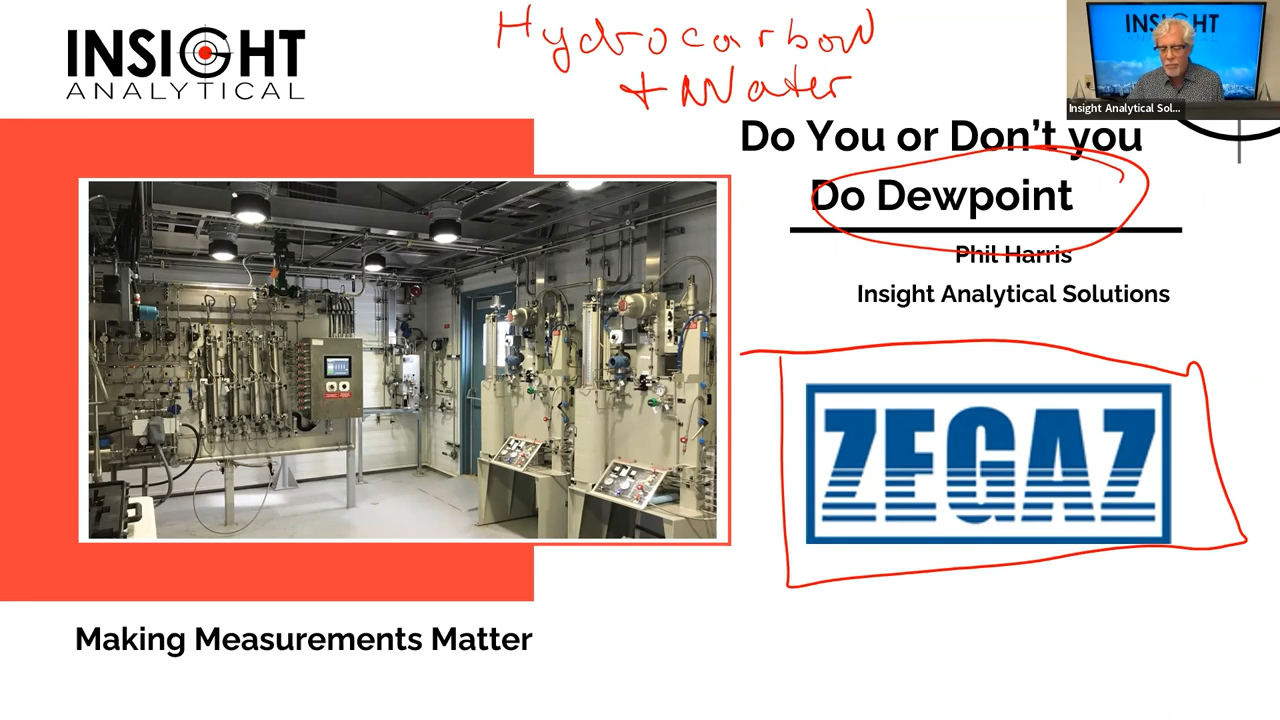 INSIGHT
ANALYTICAL
Hydrocarbon
+ Water
INSIGHT
ANALYTICAL
Insight Analytical Sol...
Do You or Don't you
Do Dewpoint
Phil Harris
Insight Analytical Solutions
ZEGAZ
Making Measurements Matter